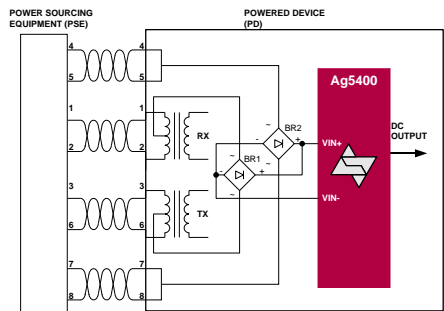 POWER SOURCING
EQUIPMENT (PSE)
POWERED DEVICE
(PD)
4 4
5 5
1 1
2 2
RX
3 3
6 6
TX
7 7
8 8
~
- BR2
+
~
~
- BR1
+
~
Ag5400
VIN+
VIN-
DC
OUTPUT